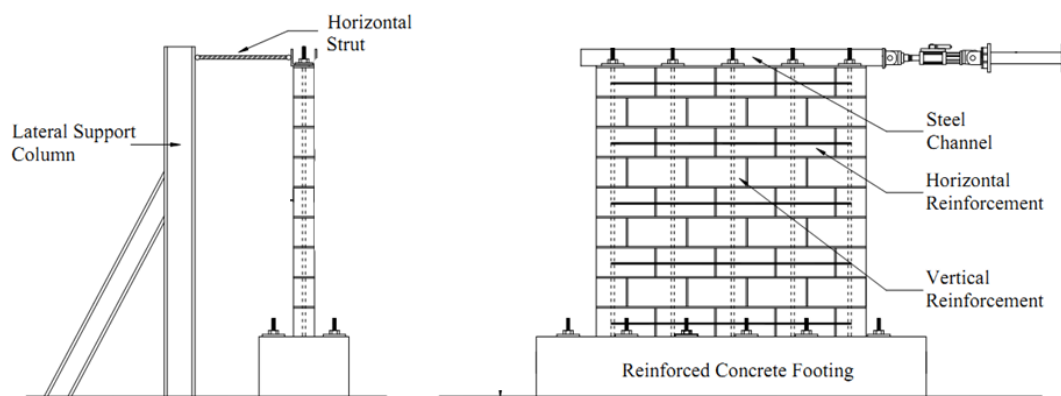 Horizontal
Strut
Lateral Support
Column
Steel
Channel
Horizontal
Reinforcement
Vertical
Reinforcement
Reinforced Concrete Footing